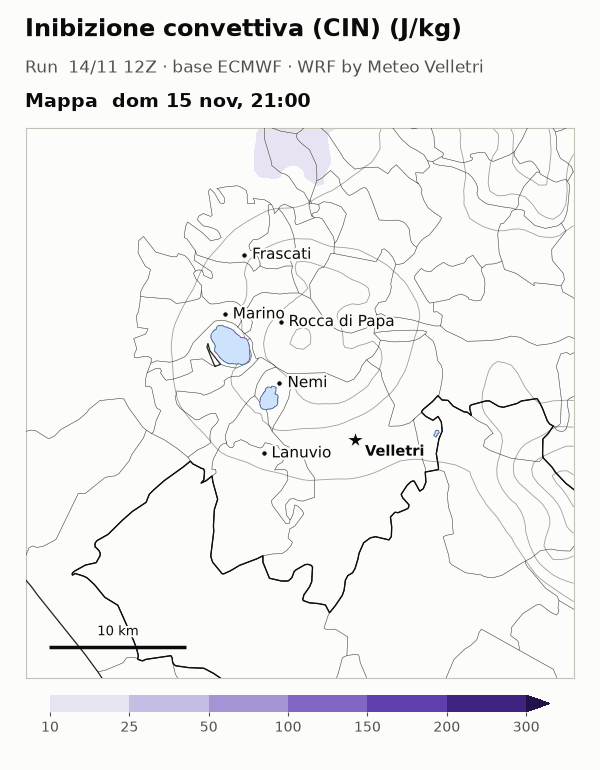 Inibizione convettiva (CIN) (J/kg)
Run 14/11 12Z · base ECMWF · WRF by Meteo Velletri
Mappa dom 15 nov, 21:00
Frascati
Marino
Rocca di Papa
Nemi
Velletri
Lanuvio
10 km
10 25 50 100 150 200 300